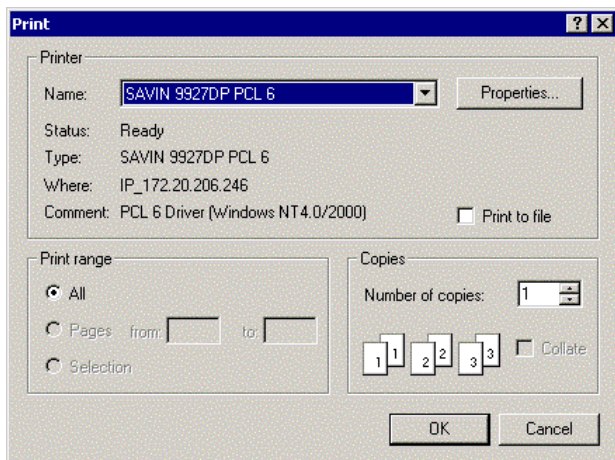 Print
Printer
Name: SAVIN 9927DP PCL 6 Properties...
Status: Ready
Type: SAVIN 9927DP PCL 6
Where: IP_172.20.206.246
Comment: PCL 6 Driver (Windows NT4.0/2000) Print to file
Print range Copies
All Number of copies: 1
Pages from: to:
1 1 2 2 3 3 Collate
Selection
OK Cancel